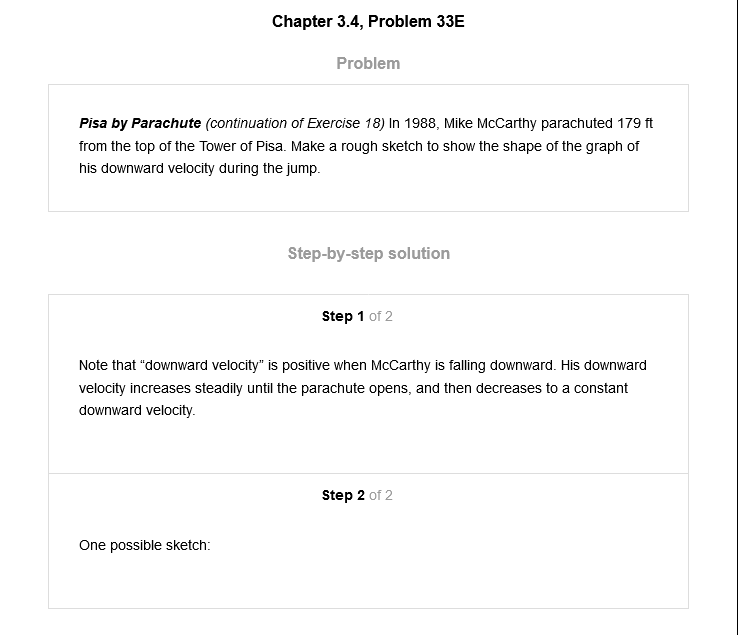 Chapter 3.4, Problem 33E
Problem
Pisa by Parachute (continuation of Exercise 18) In 1988, Mike McCarthy parachuted 179 ft
from the top of the Tower of Pisa. Make a rough sketch to show the shape of the graph of
his downward velocity during the jump.
Step-by-step solution
Step 1 of 2
Note that “downward velocity” is positive when McCarthy is falling downward. His downward
velocity increases steadily until the parachute opens, and then decreases to a constant
downward velocity.
Step 2 of 2
One possible sketch: